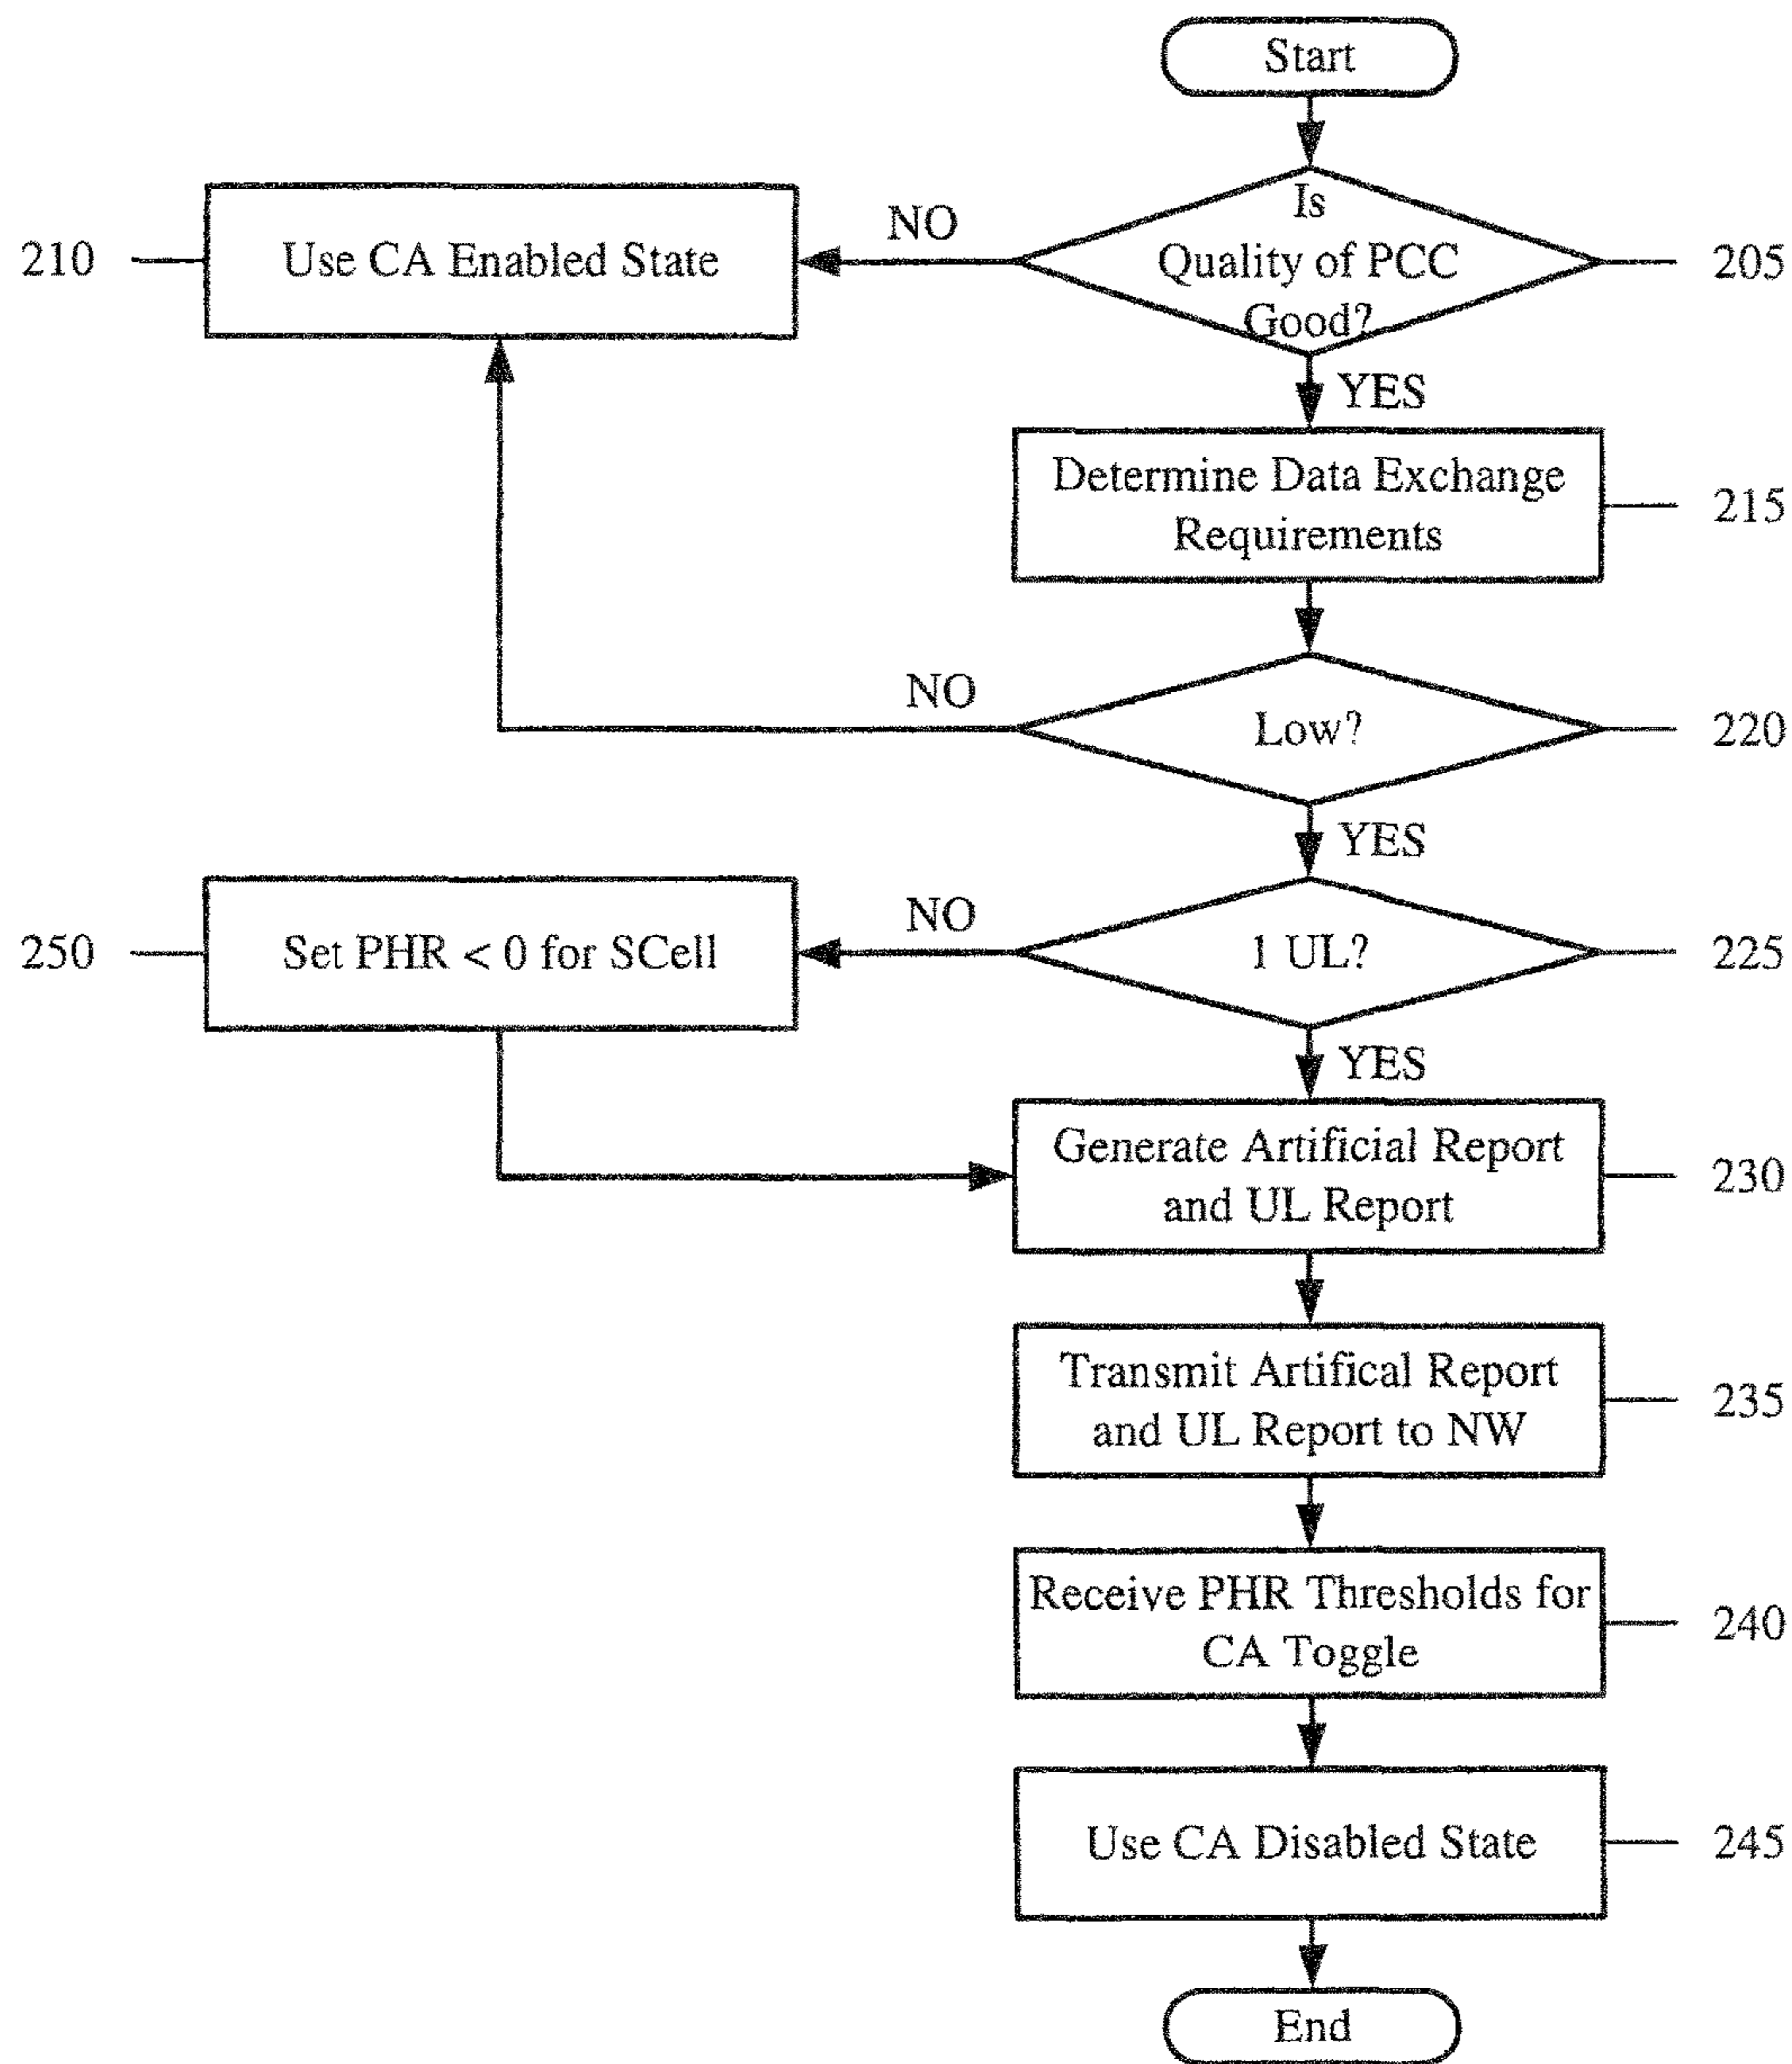 Start
Is
Quality of PCC
Good?
205
NO
210
Use CA Enabled State
YES
Determine Data Exchange
Requirements
215
NO
Low?
220
YES
250
Set PHR < 0 for SCell
NO
1 UL?
225
YES
Generate Artificial Report
and UL Report
230
Transmit Artifical Report
and UL Report to NW
235
Receive PHR Thresholds for
CA Toggle
240
Use CA Disabled State
245
End